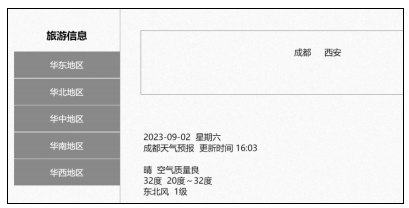 旅游信息
华东地区
华北地区
华中地区
华南地区
华西地区
成都 西安
2023-09-02 星期六
成都天气预报 更新时间 16:03
晴 空气质量良
32度 20度~32度
东北风 1级